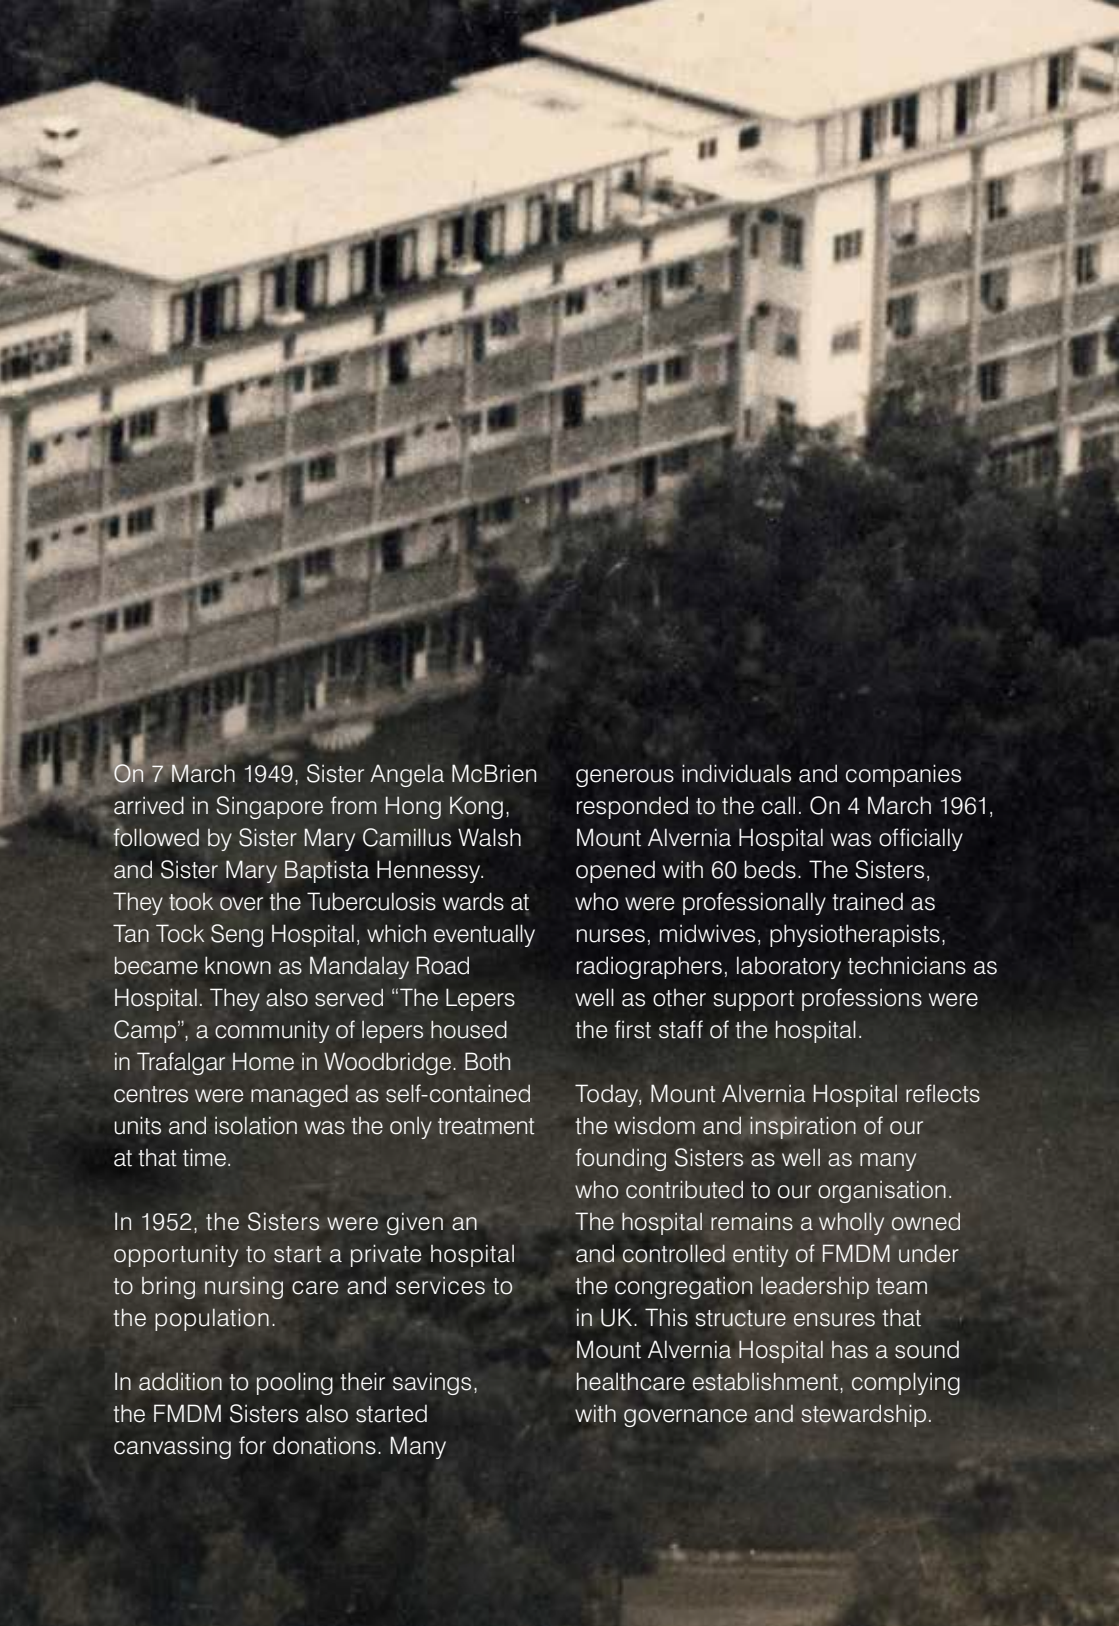 On 7 March 1949, Sister Angela McBrien
arrived in Singapore from Hong Kong,
followed by Sister Mary Camillus Walsh
and Sister Mary Baptista Hennessy.
They took over the Tuberculosis wards at
Tan Tock Seng Hospital, which eventually
became known as Mandalay Road
Hospital. They also served “The Lepers
Camp”, a community of lepers housed
in Trafalgar Home in Woodbridge. Both
centres were managed as self-contained
units and isolation was the only treatment
at that time.
In 1952, the Sisters were given an
opportunity to start a private hospital
to bring nursing care and services to
the population.
In addition to pooling their savings,
the FMDM Sisters also started
canvassing for donations. Many
generous individuals and companies
responded to the call. On 4 March 1961,
Mount Alvernia Hospital was officially
opened with 60 beds. The Sisters,
who were professionally trained as
nurses, midwives, physiotherapists,
radiographers, laboratory technicians as
well as other support professions were
the first staff of the hospital.
Today, Mount Alvernia Hospital reflects
the wisdom and inspiration of our
founding Sisters as well as many
who contributed to our organisation.
The hospital remains a wholly owned
and controlled entity of FMDM under
the congregation leadership team
in UK. This structure ensures that
Mount Alvernia Hospital has a sound
healthcare establishment, complying
with governance and stewardship.